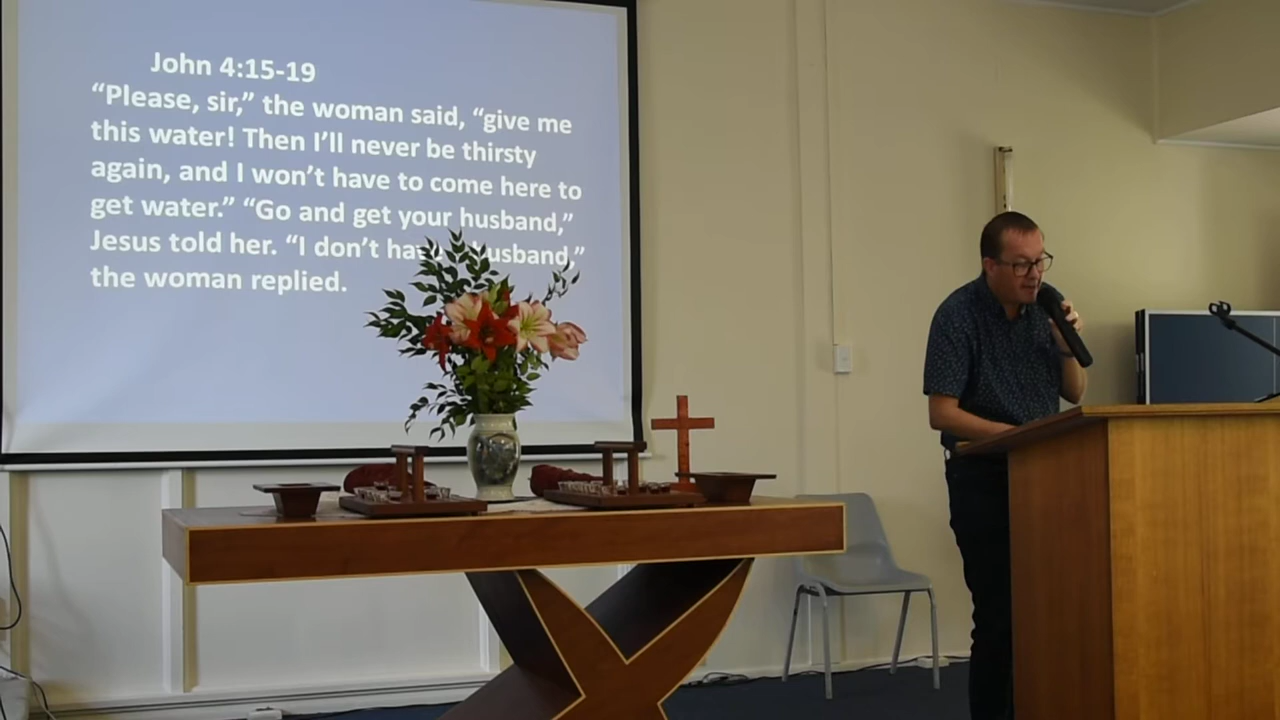 John 4:15-19
“Please, sir,” the woman said, “give me
this water! Then I’ll never be thirsty
again, and I won’t have to come here to
get water.” “Go and get your husband,”
Jesus told her. “I don’t have husband,”
the woman replied.